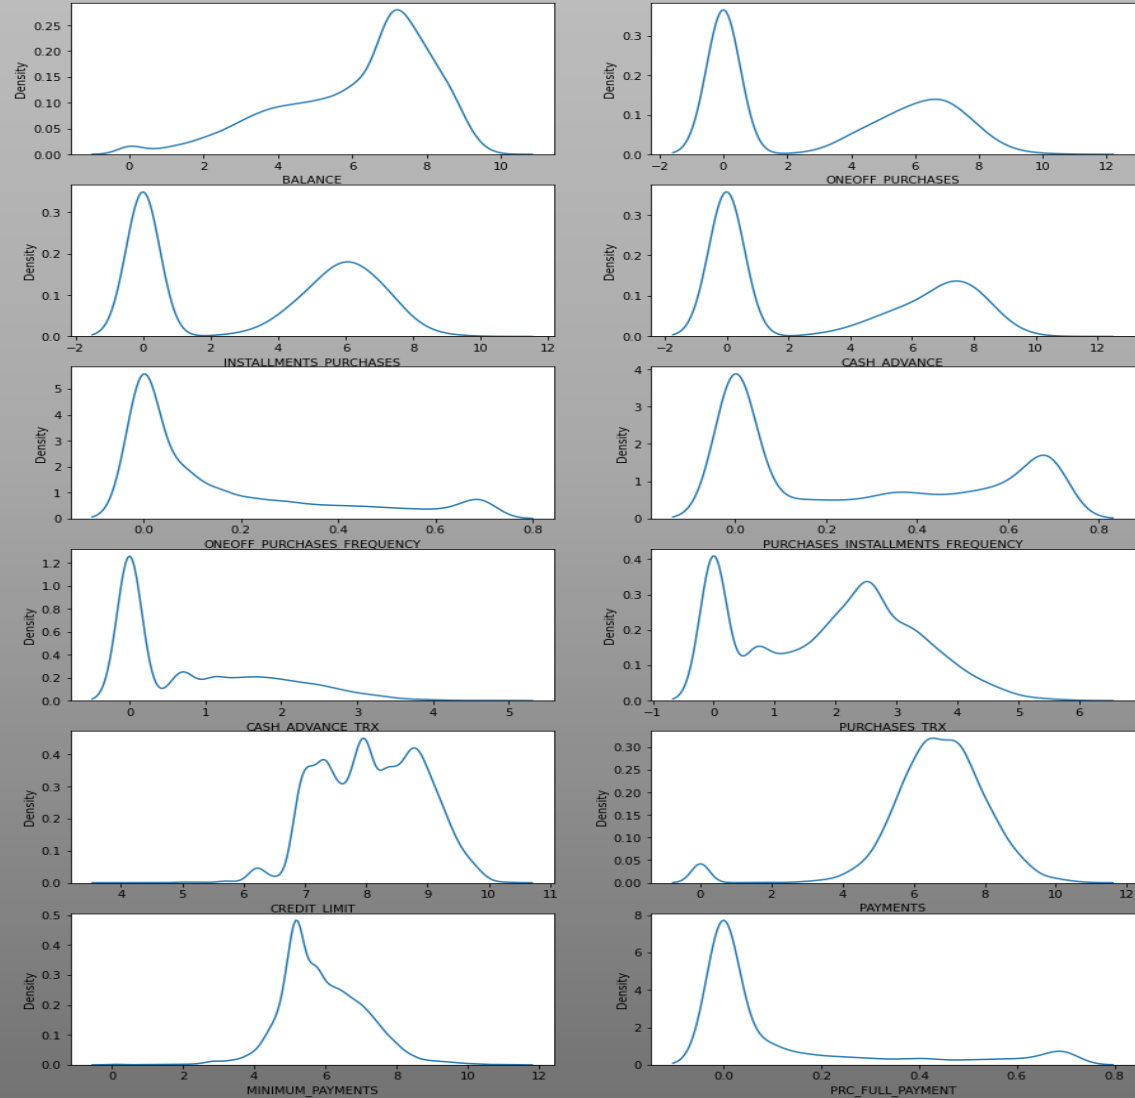 Density
0.25
0.20
0.15
0.10
0.05
0.00
0 2 4 6 8 10
BALANCE
Density
0.3
0.2
0.1
0.0
−2 0 2 4 6 8 10 12
ONEOFF_PURCHASES
Density
0.3
0.2
0.1
0.0
−2 0 2 4 6 8 10 12
INSTALLMENTS_PURCHASES
Density
0.3
0.2
0.1
0.0
−2 0 2 4 6 8 10 12
CASH_ADVANCE
Density
5
4
3
2
1
0
0.0 0.2 0.4 0.6 0.8
ONEOFF_PURCHASES_FREQUENCY
Density
4
3
2
1
0
0.0 0.2 0.4 0.6 0.8
PURCHASES_INSTALLMENTS_FREQUENCY
Density
1.2
1.0
0.8
0.6
0.4
0.2
0.0
0 1 2 3 4 5
CASH_ADVANCE_TRX
Density
0.4
0.3
0.2
0.1
0.0
−1 0 1 2 3 4 5 6
PURCHASES_TRX
Density
0.4
0.3
0.2
0.1
0.0
4 5 6 7 8 9 10 11
CREDIT_LIMIT
Density
0.30
0.25
0.20
0.15
0.10
0.05
0.00
0 2 4 6 8 10 12
PAYMENTS
Density
0.5
0.4
0.3
0.2
0.1
0.0
0 2 4 6 8 10 12
MINIMUM_PAYMENTS
Density
8
6
4
2
0
0.0 0.2 0.4 0.6 0.8
PRC_FULL_PAYMENT